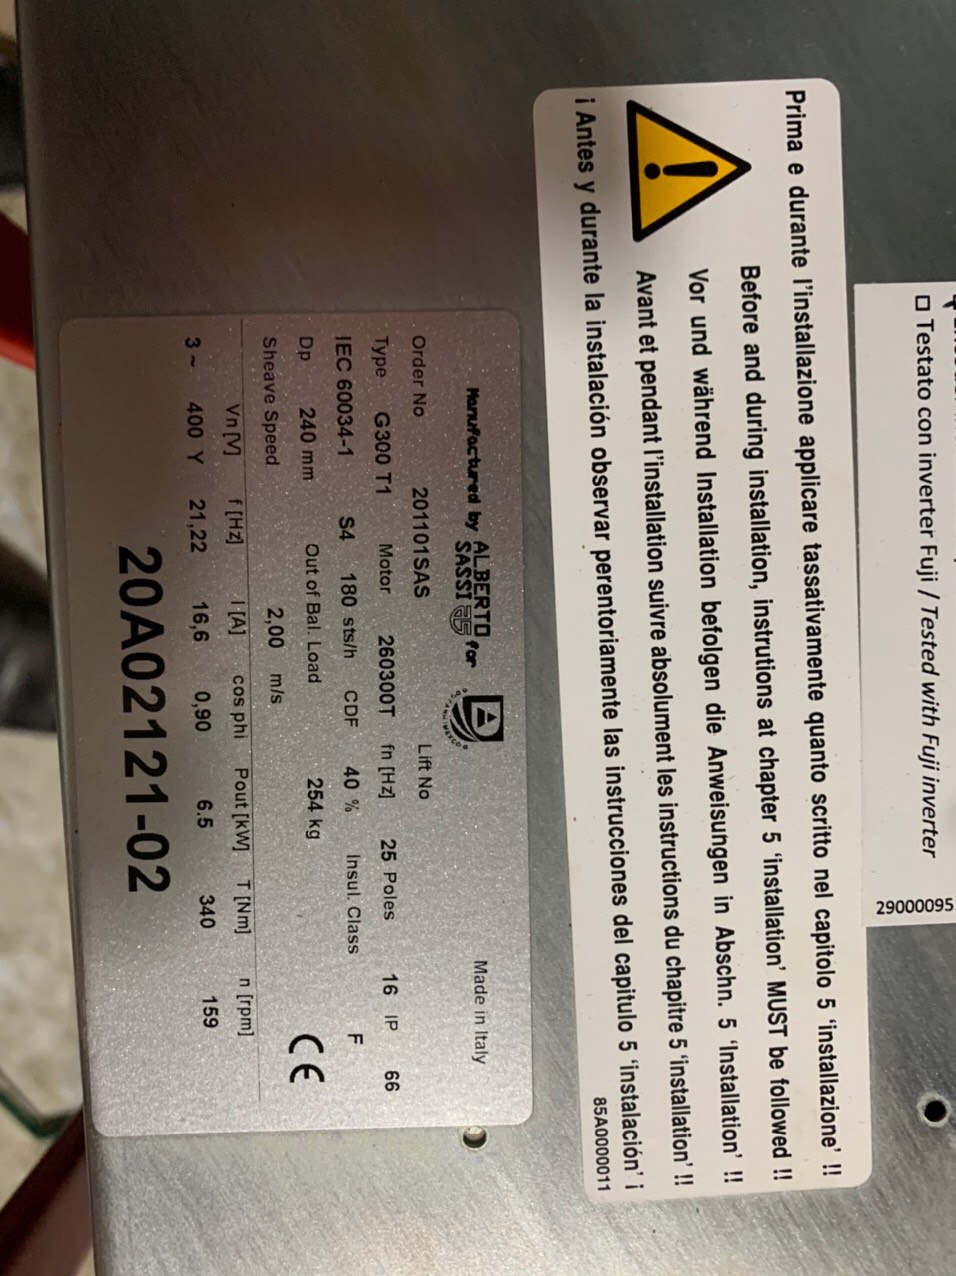 □ Testato con inverter Fuji / Tested with Fuji inverter
29000095
Prima e durante l'installazione applicare tassativamente quanto scritto nel capitolo 5 'installazione' !!
Before and during installation, instrutions at chapter 5 'installation' MUST be followed !!
Vor und während Installation befolgen die Anweisungen in Abschn. 5 'Installation' !!
Avant et pendant l'installation suivre absolument les instructions du chapitre 5 'installation' !!
¡ Antes y durante la instalación observar perentoriamente las instrucciones del capitulo 5 'instalación' ¡
85A0000011
Manufactured by ALBERTO SASSI for
Made in Italy
Order No 201101SAS Lift No
Type G300 T1 Motor 260300T fn [Hz] 25 Poles 16 IP 66
IEC 60034-1 S4 180 sts/h CDF 40 % Insul. Class F
Dp 240 mm Out of Bal. Load 254 kg CE
Sheave Speed 2,00 m/s
Vn [V] f [Hz] I [A] cos phi Pout [kW] T [Nm] n [rpm]
3 ~ 400 Y 21,22 16,6 0,90 6.5 340 159
20A02121-02